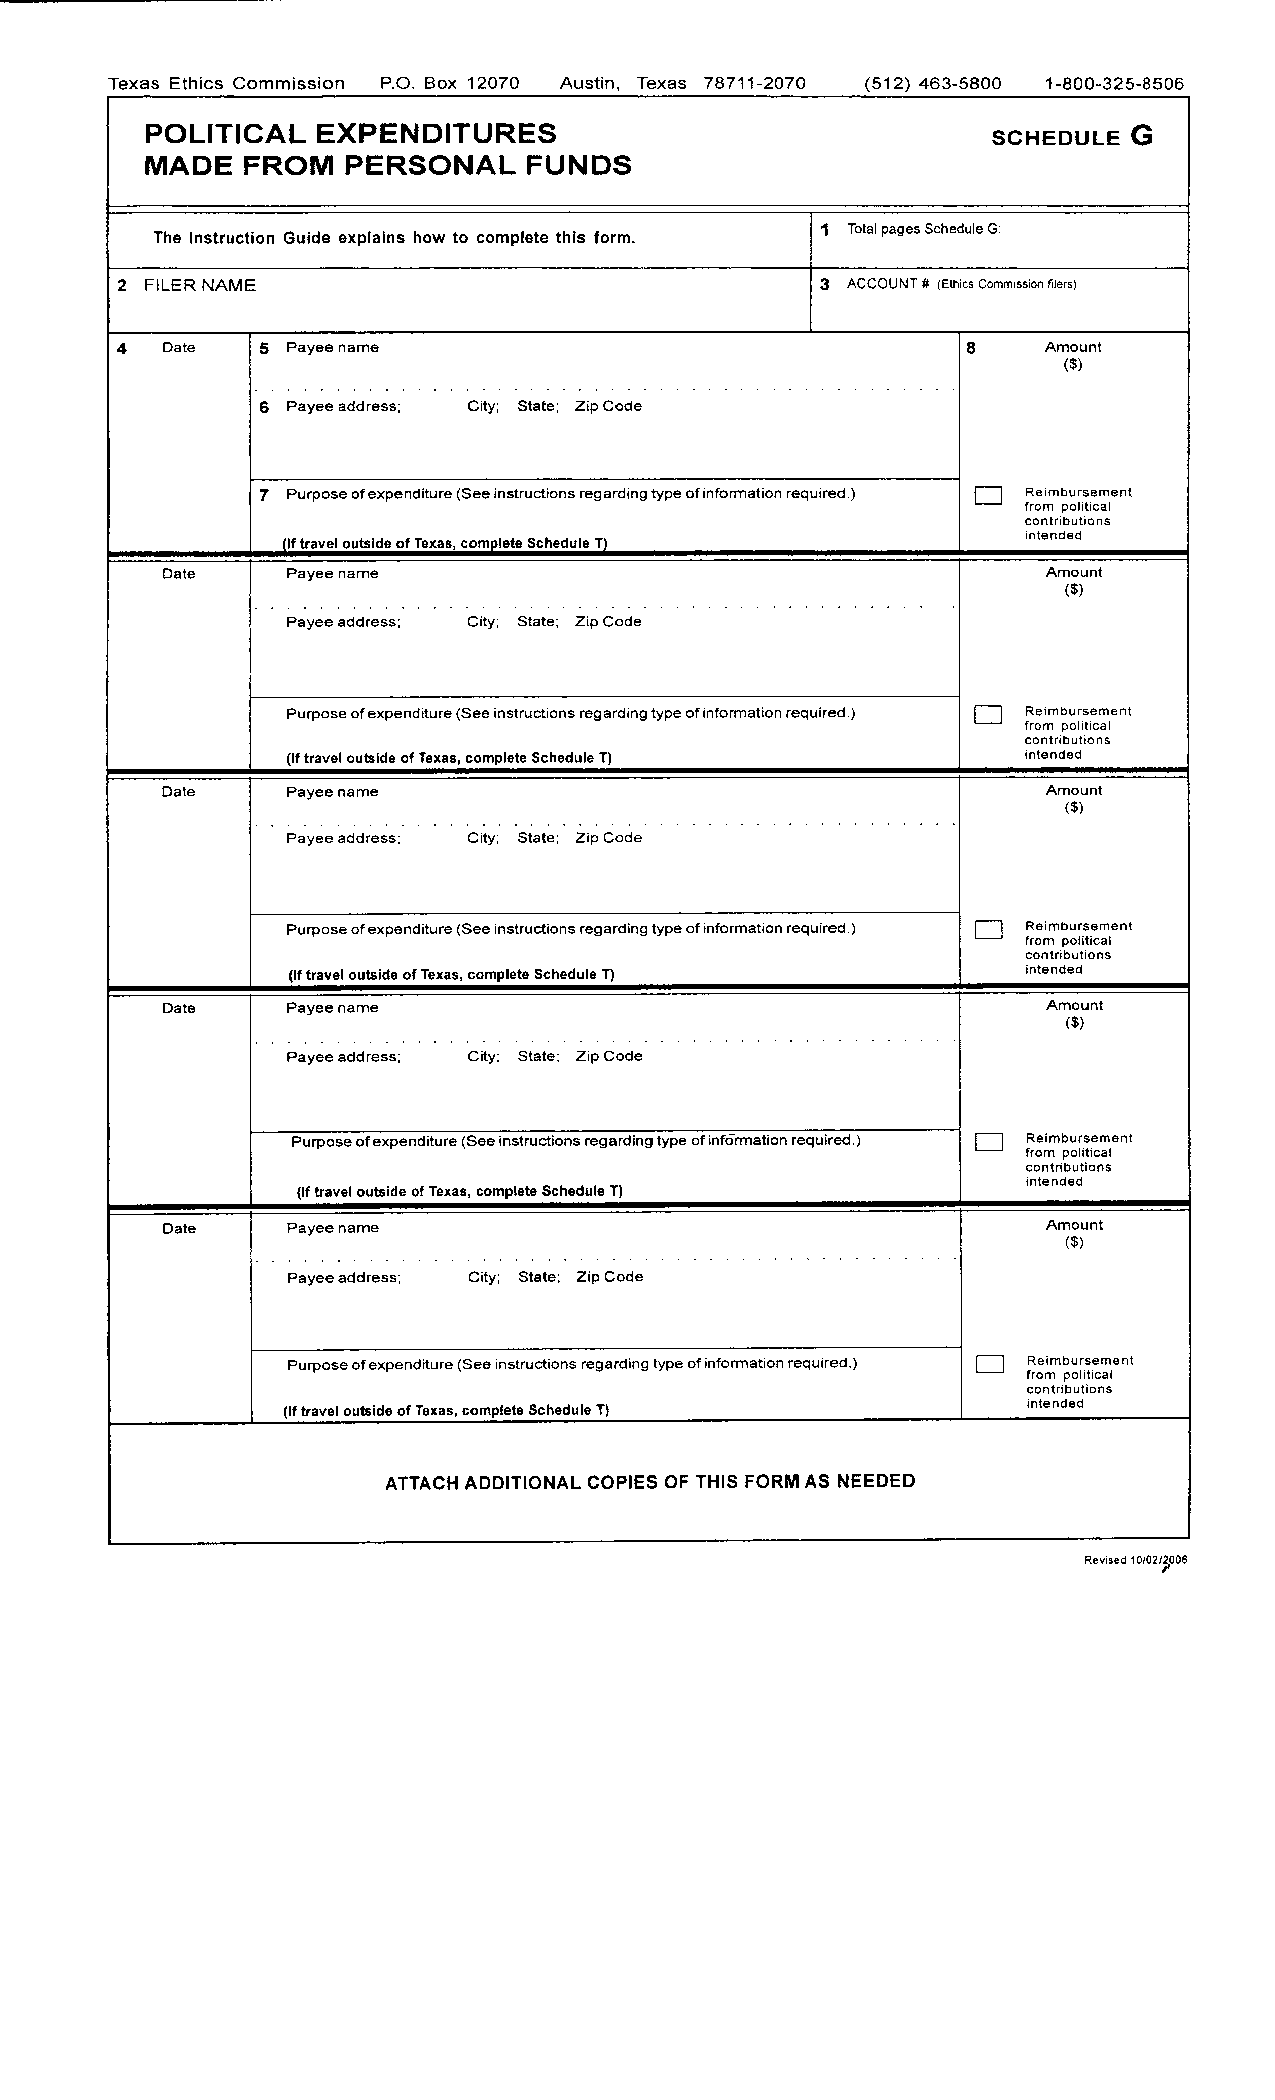 Texas Ethics Commission P.O. Box 12070 Austin, Texas 78711-2070 (512) 463-5800 1-800-325-8506
POLITICAL EXPENDITURES
MADE FROM PERSONAL FUNDS
SCHEDULE G
The Instruction Guide explains how to complete this form.
1 Total pages Schedule G:
2 FILER NAME
3 ACCOUNT # (Ethics Commission filers)
4 Date
5 Payee name
8 Amount
($)
6 Payee address; City; State; Zip Code
7 Purpose of expenditure (See instructions regarding type of information required.)
(If travel outside of Texas, complete Schedule T)
Reimbursement
from political
contributions
intended
Date
Payee name
Amount
($)
Payee address; City; State; Zip Code
Purpose of expenditure (See instructions regarding type of information required.)
(If travel outside of Texas, complete Schedule T)
Reimbursement
from political
contributions
intended
Date
Payee name
Amount
($)
Payee address; City; State; Zip Code
Purpose of expenditure (See instructions regarding type of information required.)
(If travel outside of Texas, complete Schedule T)
Reimbursement
from political
contributions
intended
Date
Payee name
Amount
($)
Payee address; City; State; Zip Code
Purpose of expenditure (See instructions regarding type of information required.)
(If travel outside of Texas, complete Schedule T)
Reimbursement
from political
contributions
intended
Date
Payee name
Amount
($)
Payee address; City; State; Zip Code
Purpose of expenditure (See instructions regarding type of information required.)
(If travel outside of Texas, complete Schedule T)
Reimbursement
from political
contributions
intended
ATTACH ADDITIONAL COPIES OF THIS FORM AS NEEDED
Revised 10/02/2006